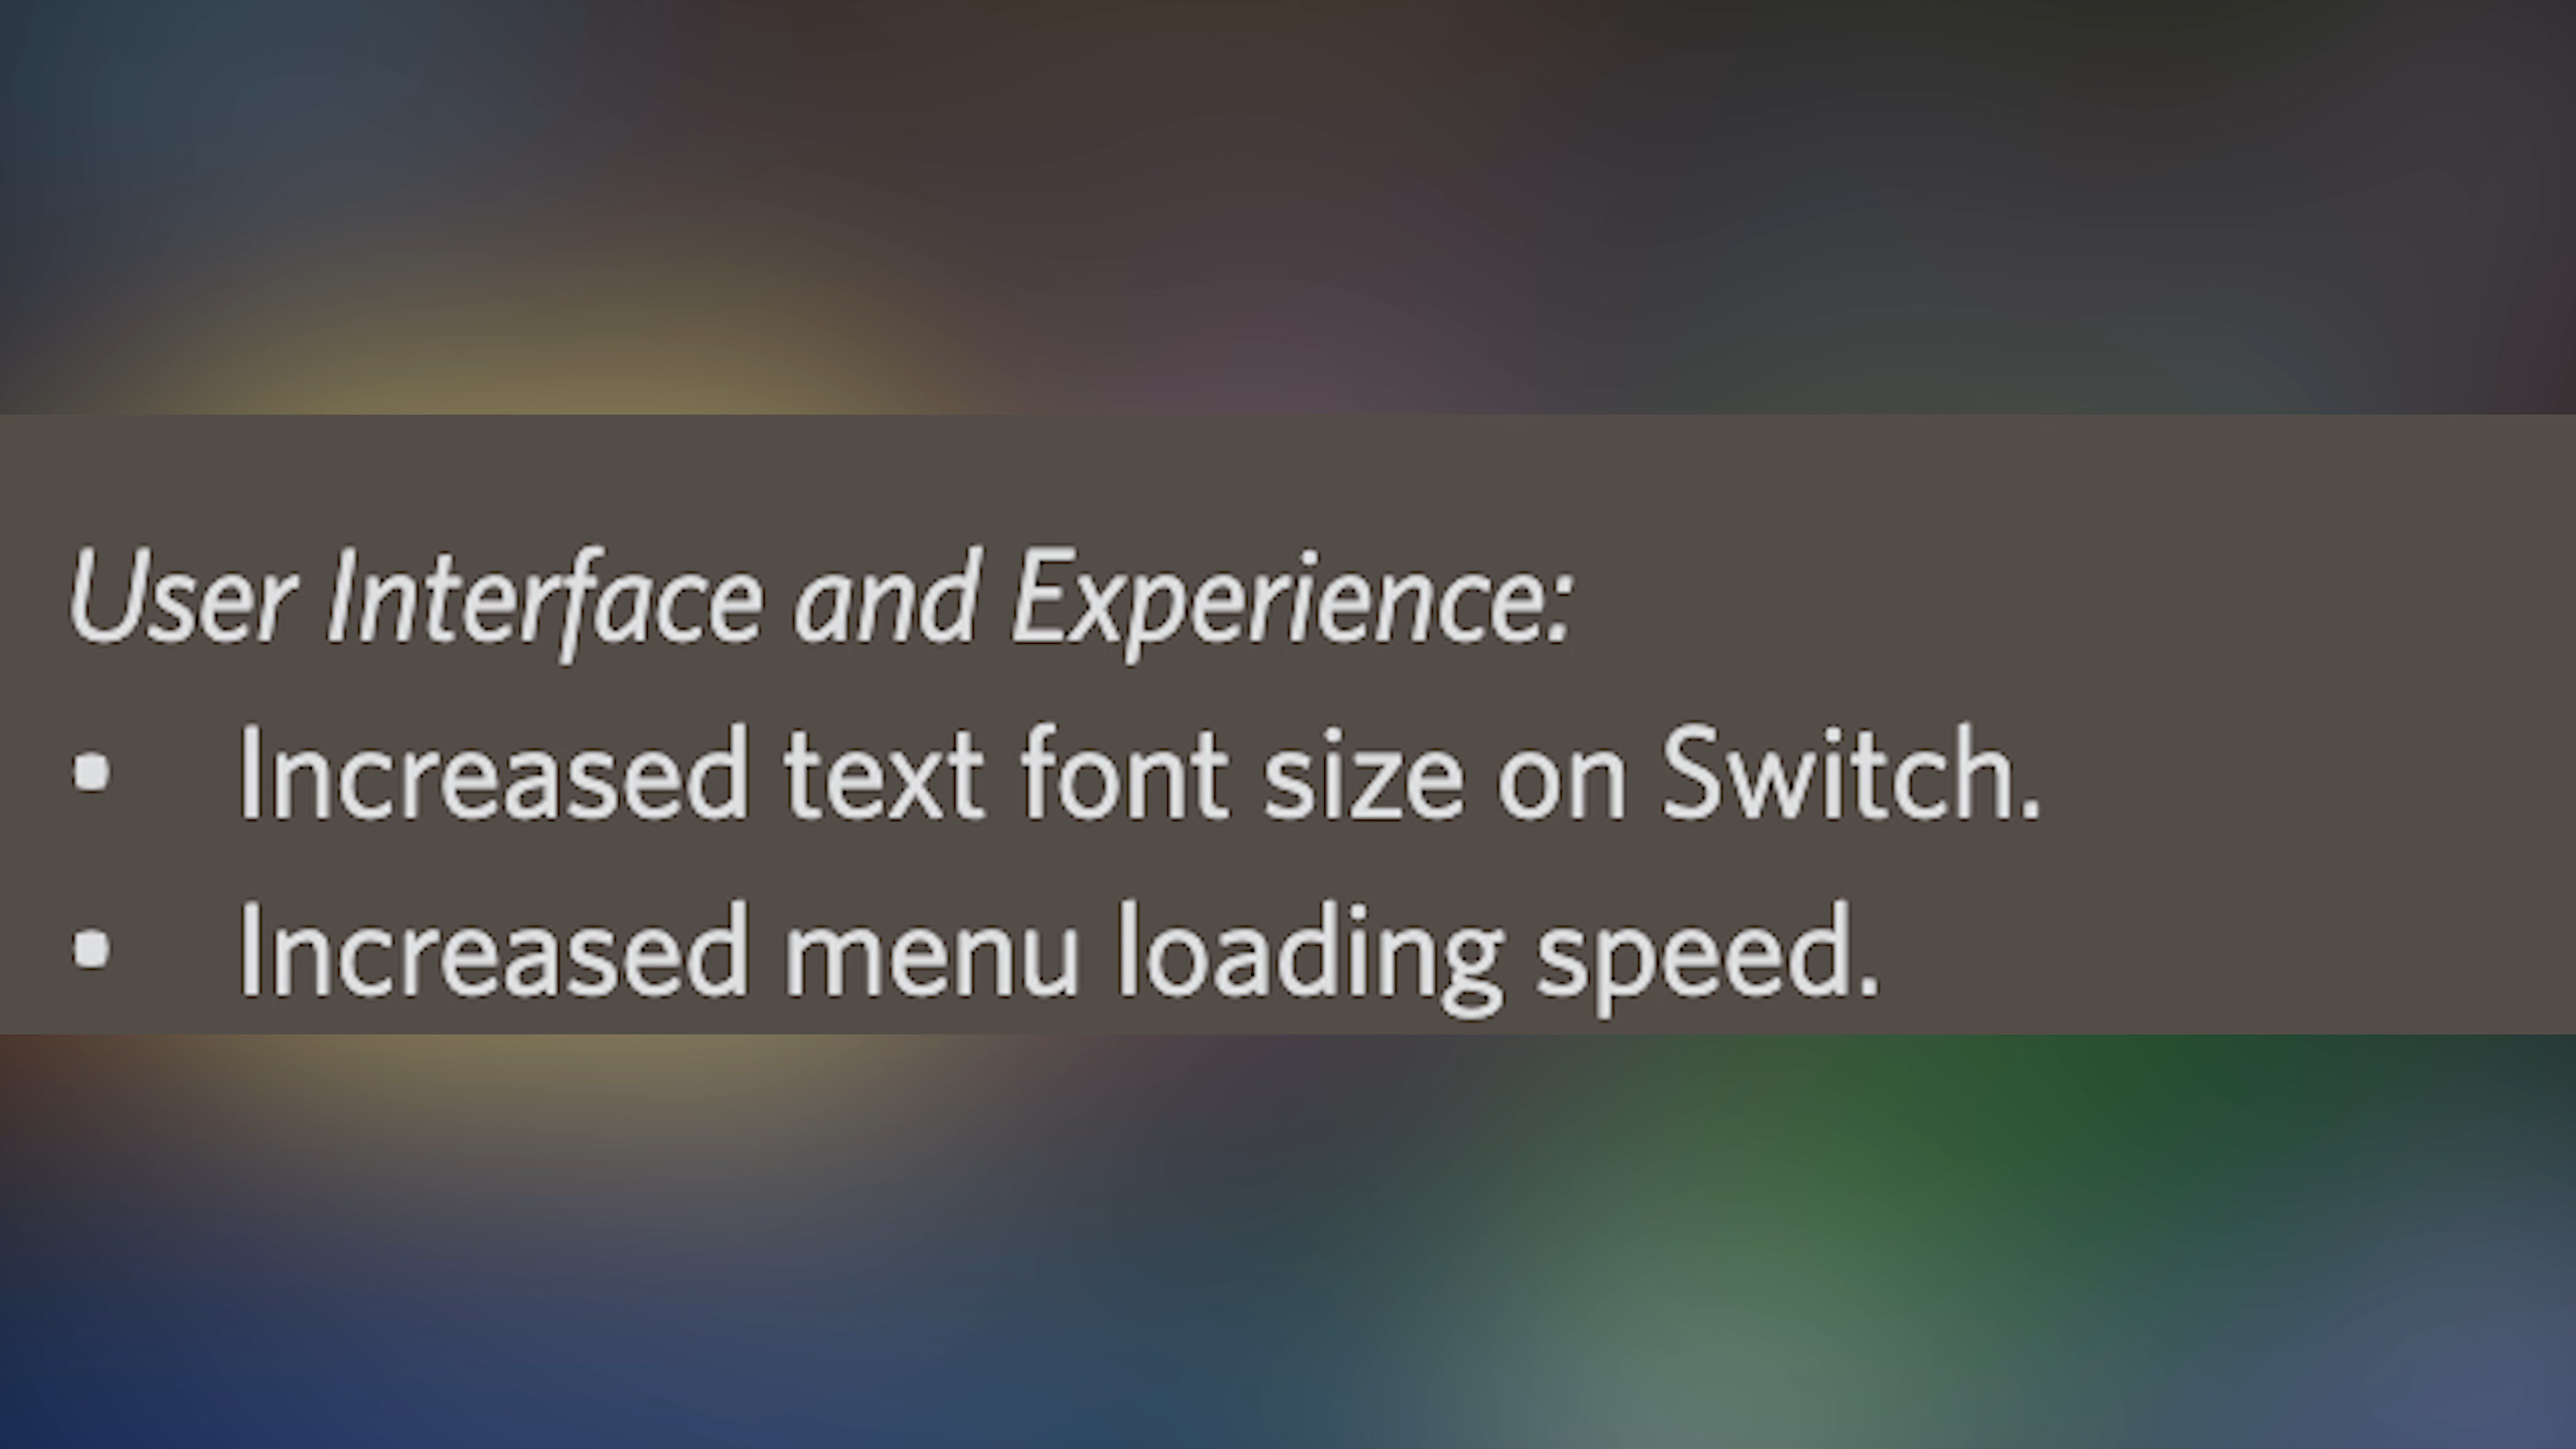 User Interface and Experience:
• Increased text font size on Switch.
• Increased menu loading speed.